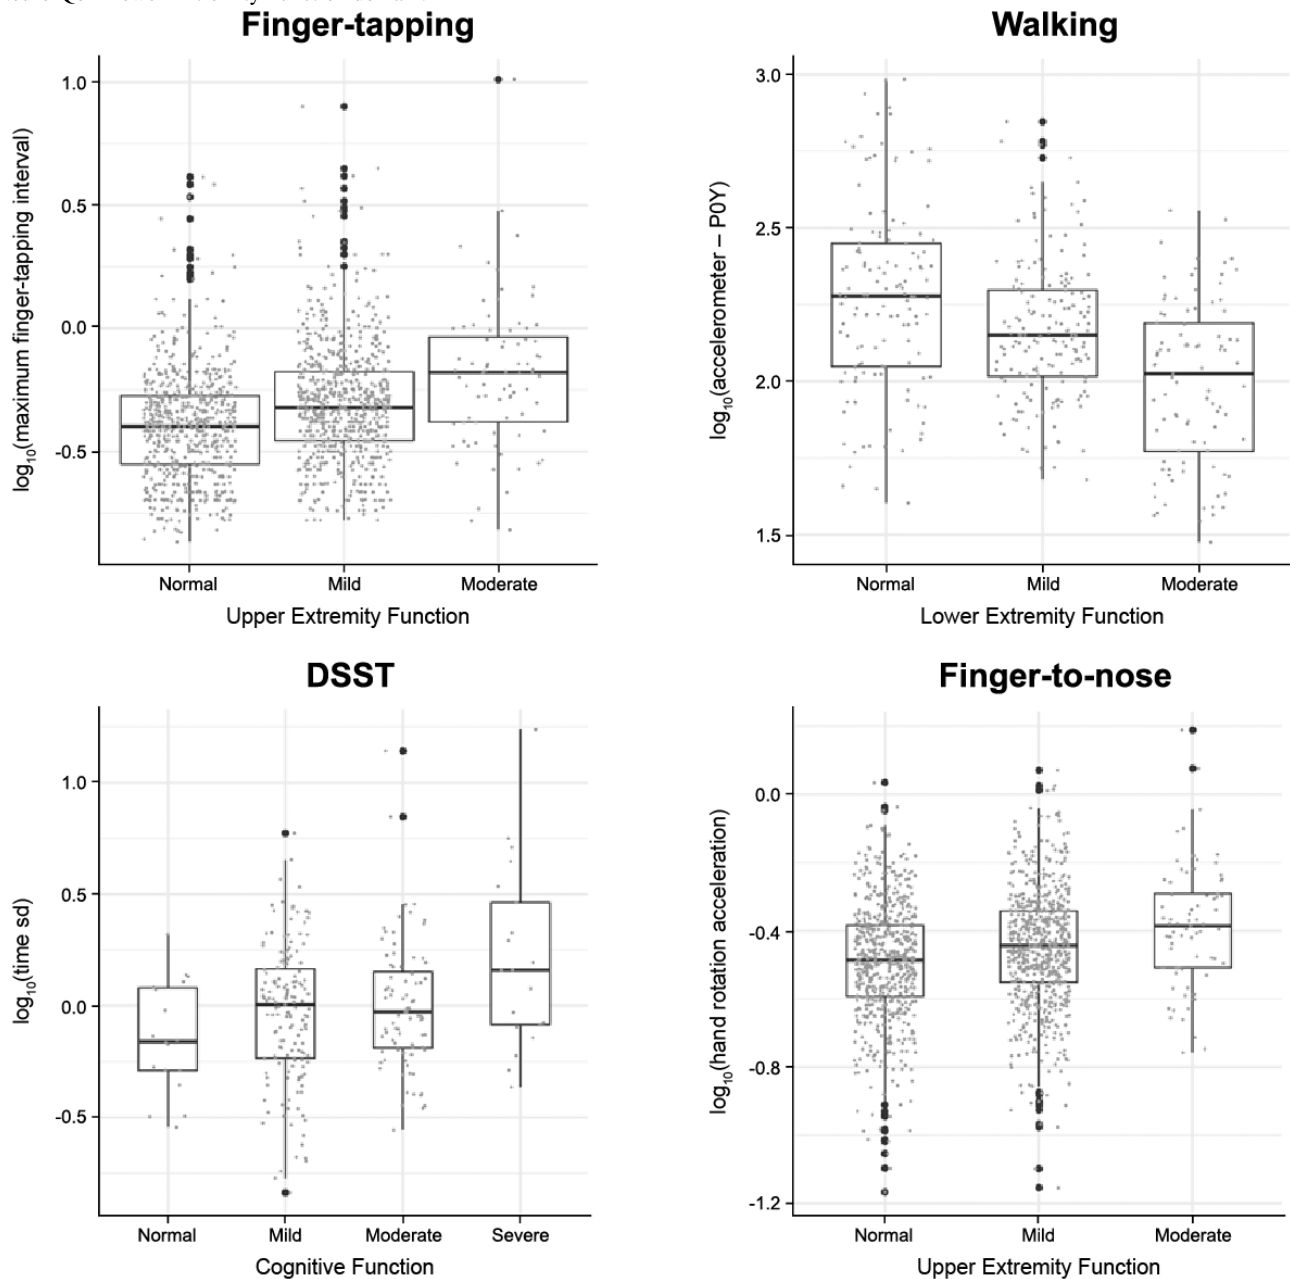 Finger-tapping
log10(maximum finger-tapping interval)
1.0
0.5
0.0
-0.5
Normal Mild Moderate
Upper Extremity Function
Walking
log10(accelerometer – P0Y)
3.0
2.5
2.0
1.5
Normal Mild Moderate
Lower Extremity Function
DSST
log10(time sd)
1.0
0.5
0.0
-0.5
Normal Mild Moderate Severe
Cognitive Function
Finger-to-nose
log10(hand rotation acceleration)
0.0
-0.4
-0.8
-1.2
Normal Mild Moderate
Upper Extremity Function